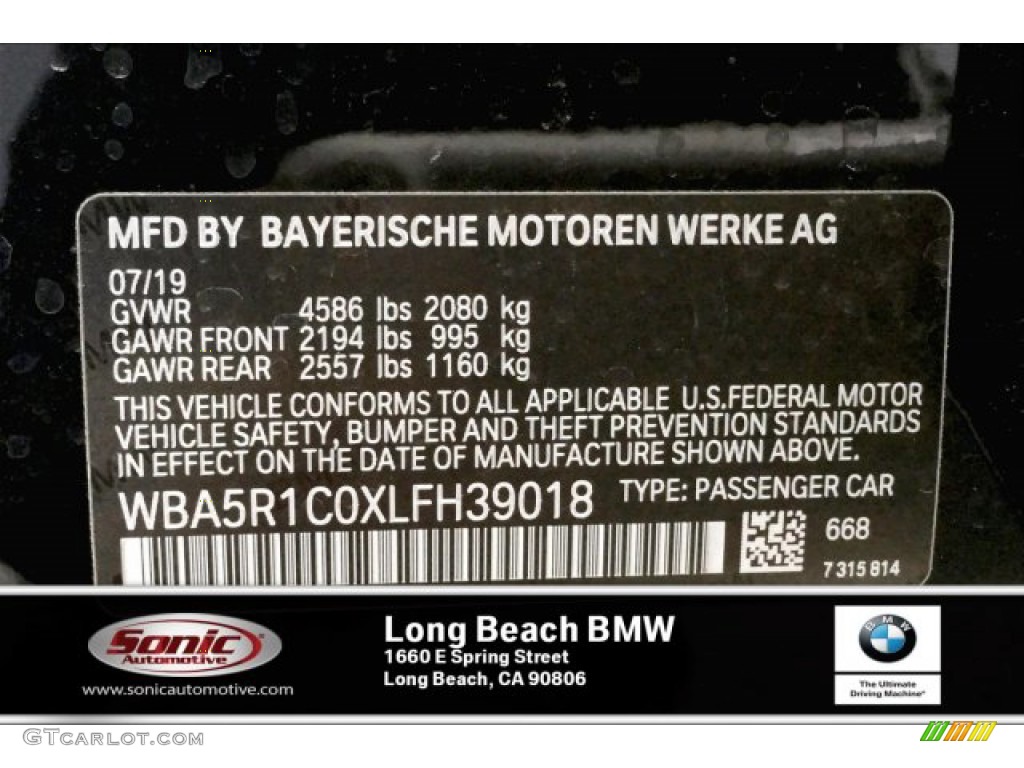 MFD BY BAYERISCHE MOTOREN WERKE AG
07/19
GVWR 4586 lbs 2080 kg
GAWR FRONT 2194 lbs 995 kg
GAWR REAR 2557 lbs 1160 kg
THIS VEHICLE CONFORMS TO ALL APPLICABLE U.S.FEDERAL MOTOR
VEHICLE SAFETY, BUMPER AND THEFT PREVENTION STANDARDS
IN EFFECT ON THE DATE OF MANUFACTURE SHOWN ABOVE.
WBA5R1C0XLFH39018 TYPE: PASSENGER CAR
668
7 315 814
Sonic
Automotive
www.sonicautomotive.com
Long Beach BMW
1660 E Spring Street
Long Beach, CA 90806
BMW
The Ultimate
Driving Machine®
GTcarlot.com